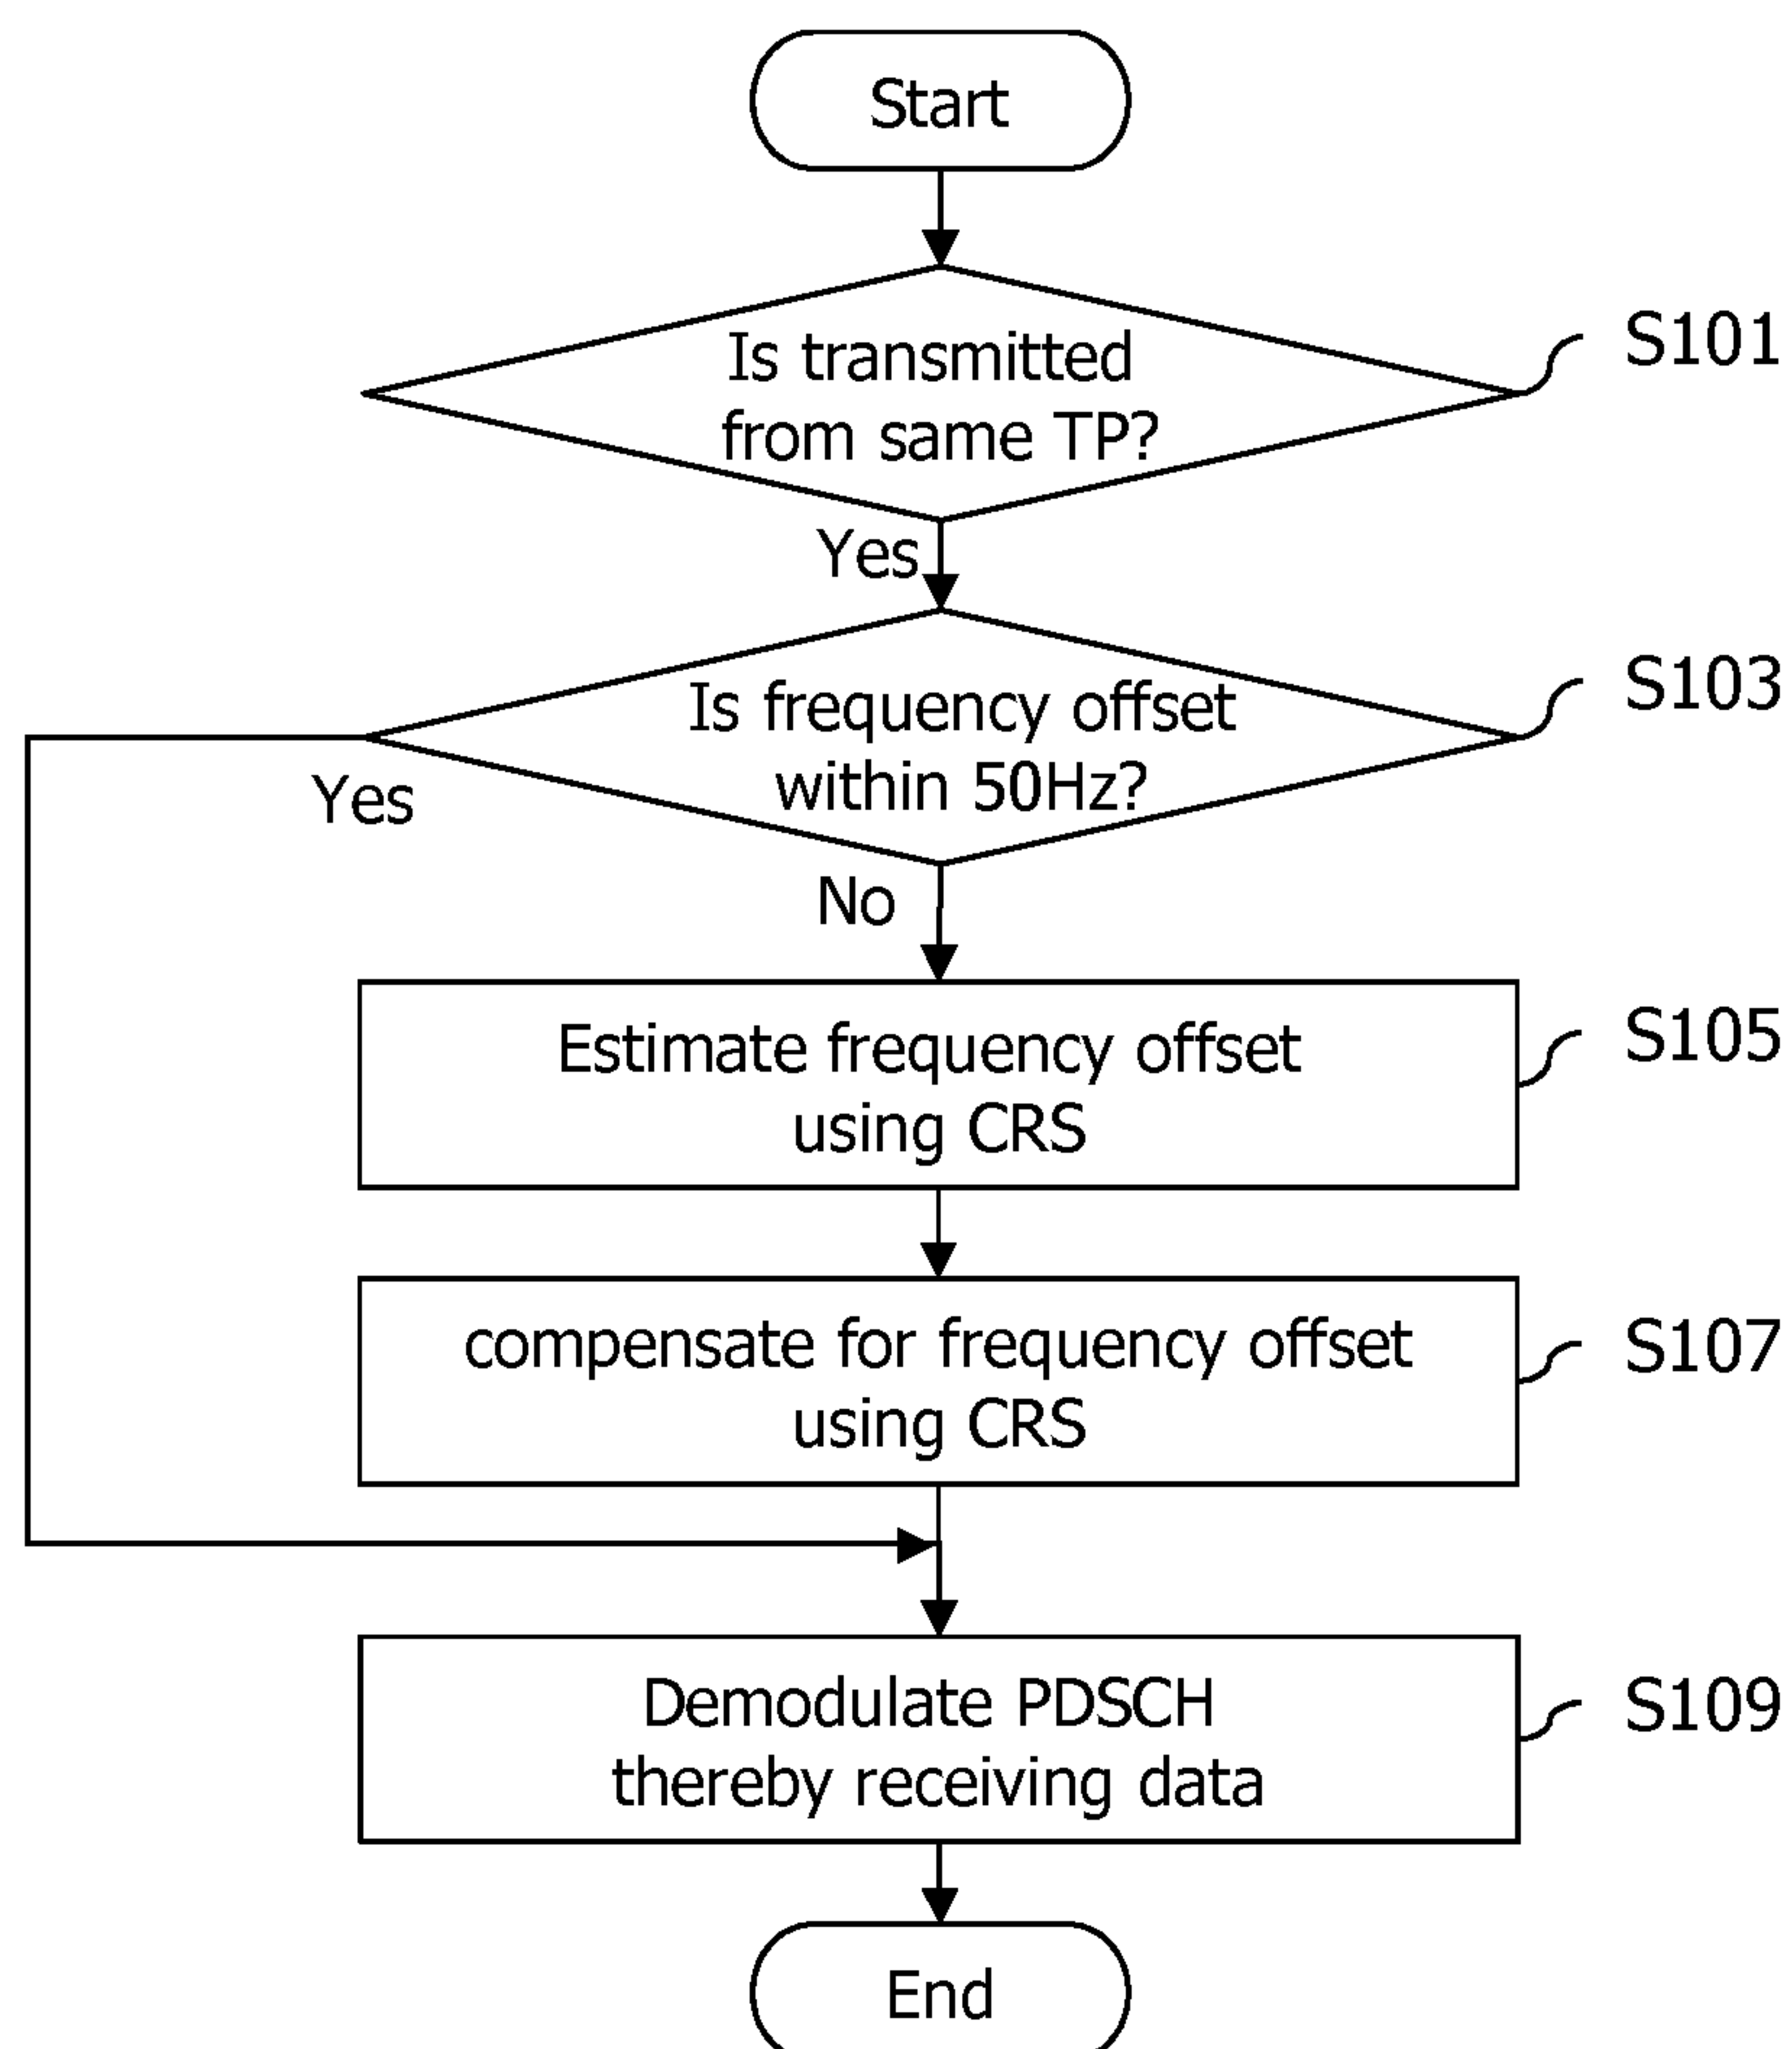 Start
Is transmitted
from same TP?
S101
Yes
Is frequency offset
within 50Hz?
S103
Yes
No
Estimate frequency offset
using CRS
S105
compensate for frequency offset
using CRS
S107
Demodulate PDSCH
thereby receiving data
S109
End